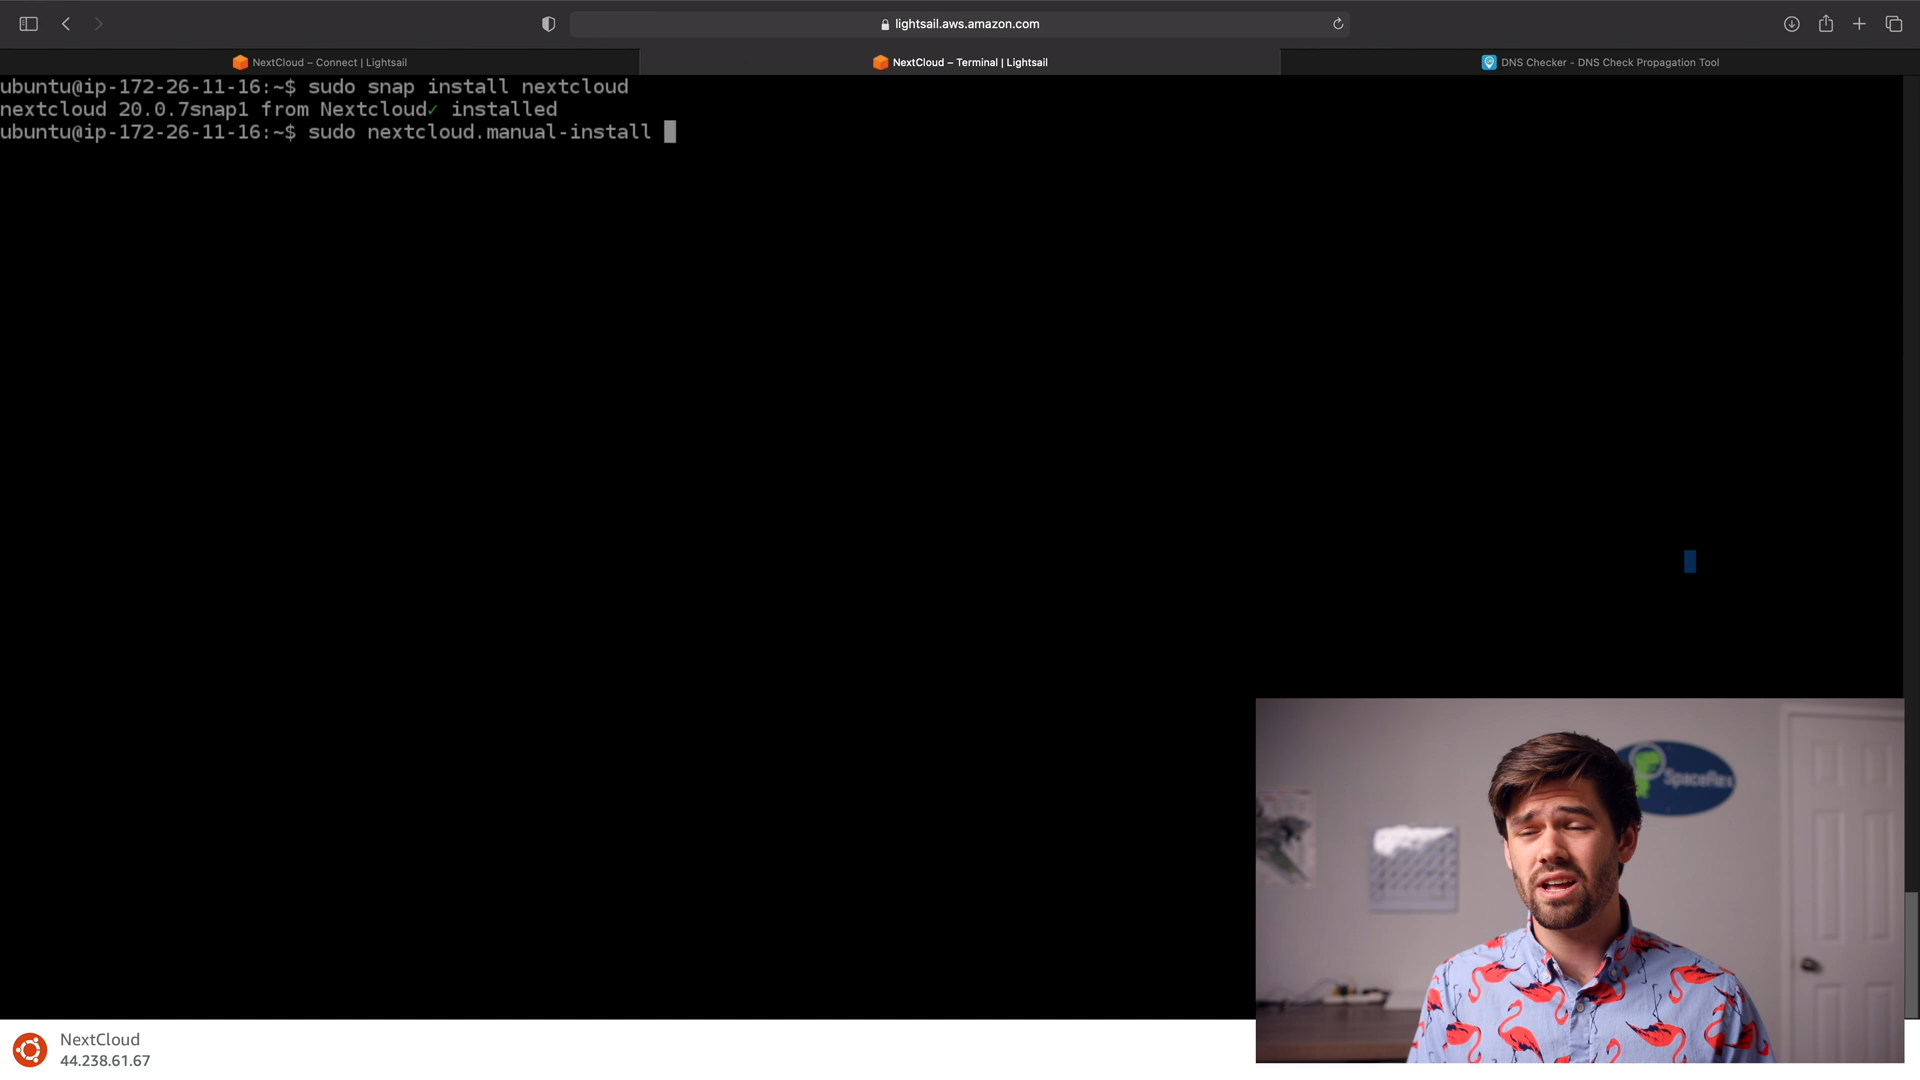 lightsail.aws.amazon.com
NextCloud – Connect | Lightsail
NextCloud – Terminal | Lightsail
DNS Checker - DNS Check Propagation Tool
ubuntu@ip-172-26-11-16:~$ sudo snap install nextcloud
nextcloud 20.0.7snap1 from Nextcloud✓ installed
ubuntu@ip-172-26-11-16:~$ sudo nextcloud.manual-install
SpaceRex
NextCloud
44.238.61.67